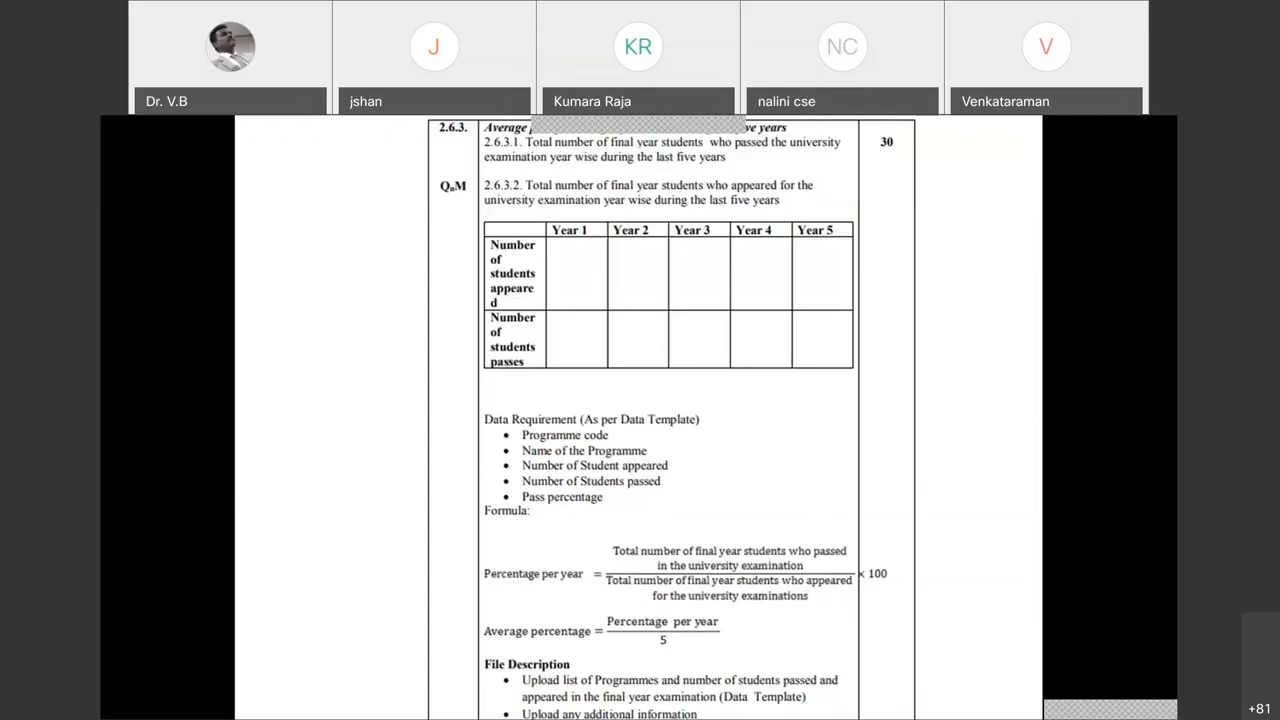 J
KR
NC
V
Dr. V.B
jshan
Kumara Raja
nalini cse
Venkataraman
2.6.3.
Average
years
2.6.3.1. Total number of final year students who passed the university
examination year wise during the last five years
30
QnM
2.6.3.2. Total number of final year students who appeared for the
university examination year wise during the last five years
Year 1 Year 2 Year 3 Year 4 Year 5
Number
of
students
appeare
d
Number
of
students
passes
Data Requirement (As per Data Template)
• Programme code
• Name of the Programme
• Number of Student appeared
• Number of Students passed
• Pass percentage
Formula:
Total number of final year students who passed
in the university examination
Percentage per year = × 100
Total number of final year students who appeared
for the university examinations
Percentage per year
Average percentage =
5
File Description
• Upload list of Programmes and number of students passed and
appeared in the final year examination (Data Template)
• Upload any additional information
+81